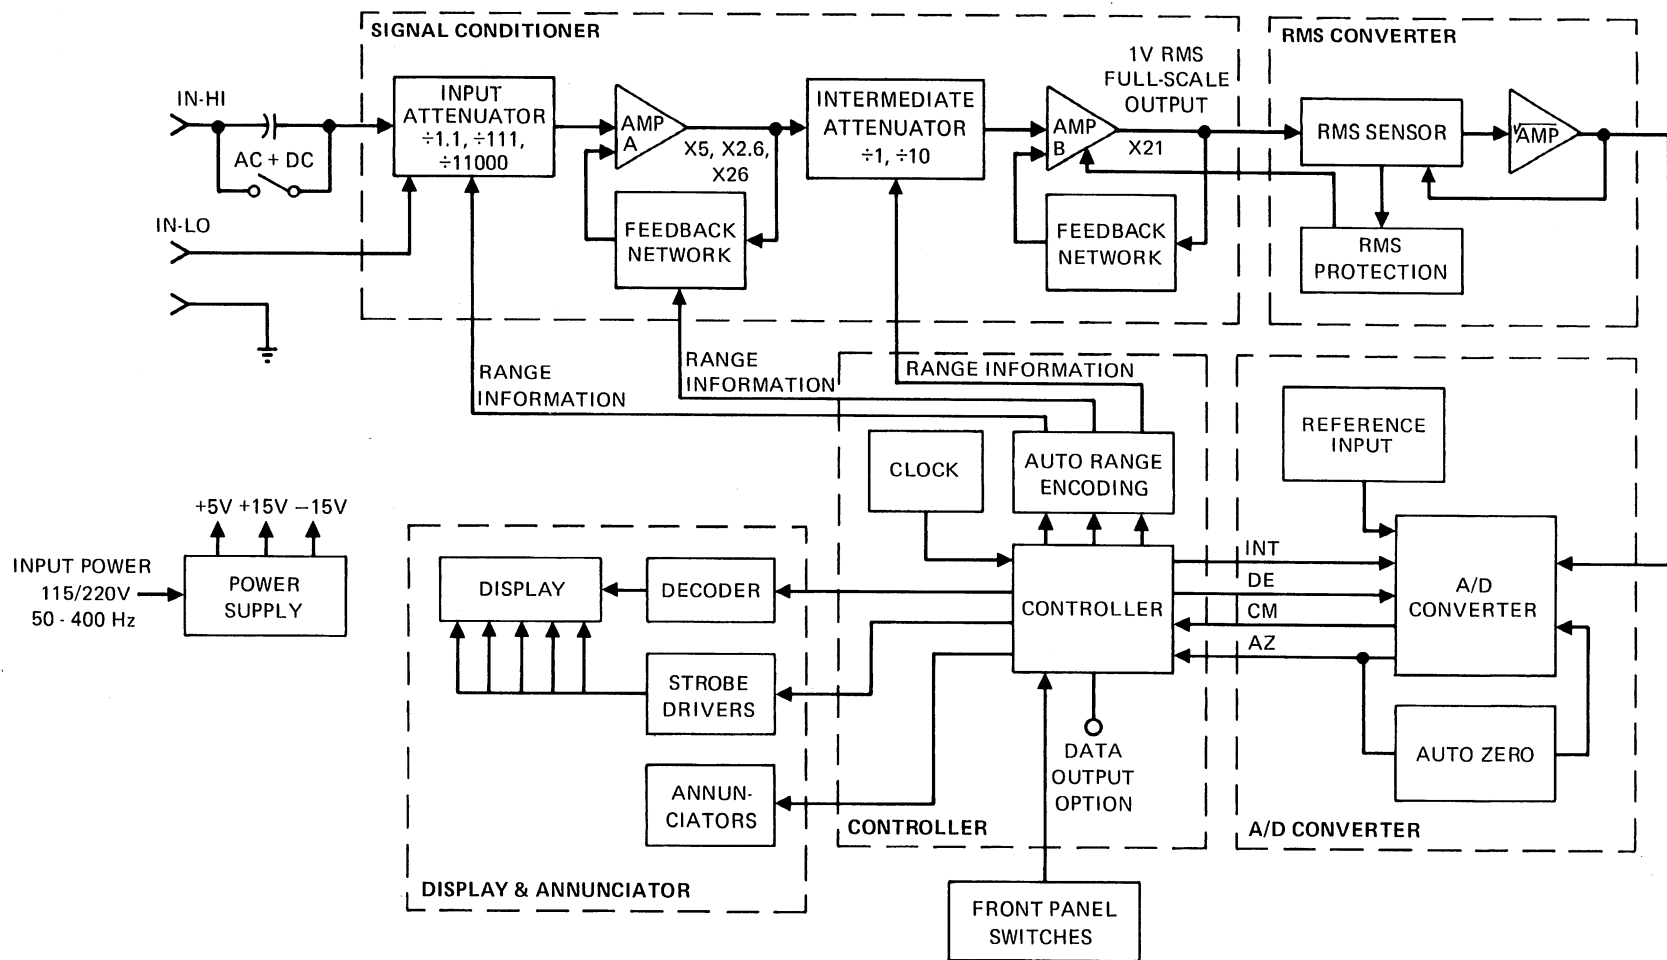 SIGNAL CONDITIONER
RMS CONVERTER
1V RMS
FULL-SCALE
OUTPUT
IN-HI
AC + DC
INPUT
ATTENUATOR
÷1.1, ÷111,
÷11000
AMP
A
X5, X2.6,
X26
FEEDBACK
NETWORK
INTERMEDIATE
ATTENUATOR
÷1, ÷10
AMP
B
X21
FEEDBACK
NETWORK
RMS SENSOR
√AMP
RMS
PROTECTION
IN-LO
RANGE
INFORMATION
RANGE
INFORMATION
RANGE INFORMATION
CLOCK
AUTO RANGE
ENCODING
REFERENCE
INPUT
+5V +15V −15V
INPUT POWER
115/220V
50 - 400 Hz
POWER
SUPPLY
DISPLAY
DECODER
CONTROLLER
INT
DE
CM
AZ
A/D
CONVERTER
STROBE
DRIVERS
ANNUN-
CIATORS
DATA
OUTPUT
OPTION
AUTO ZERO
CONTROLLER
A/D CONVERTER
DISPLAY & ANNUNCIATOR
FRONT PANEL
SWITCHES